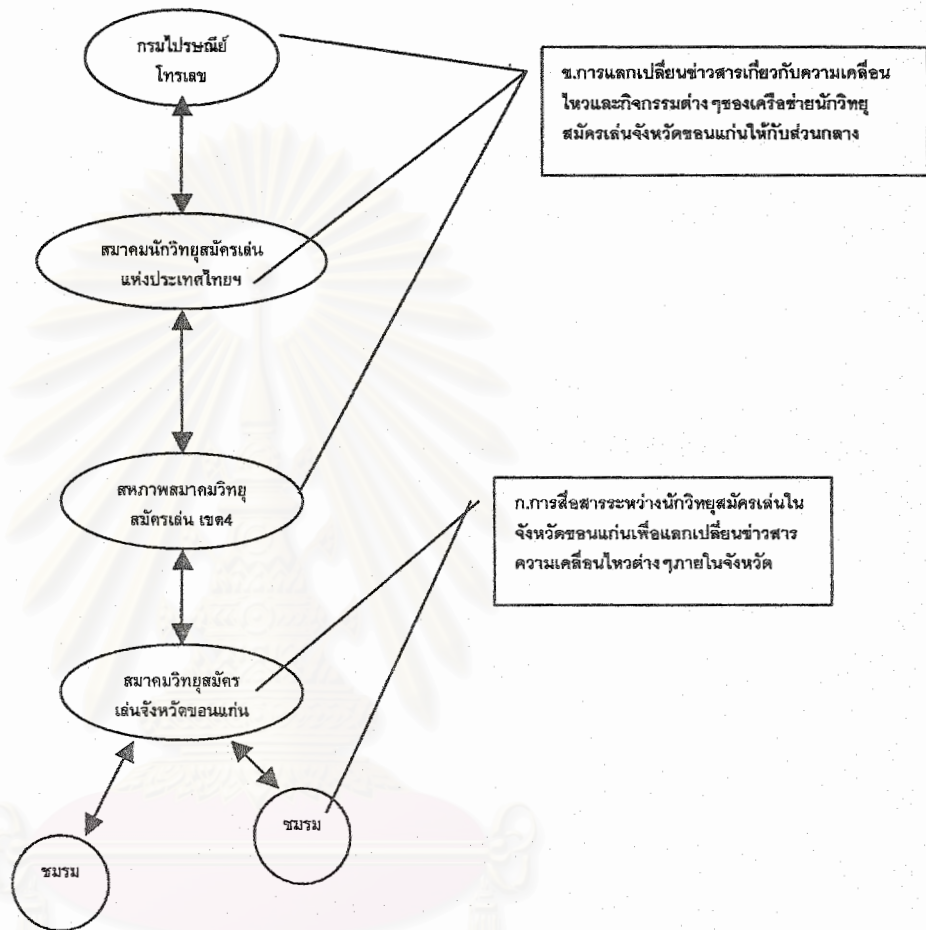 กรมไปรษณีย์
โทรเลข
ข.การแลกเปลี่ยนข่าวสารเกี่ยวกับความเคลื่อน
ไหวและกิจกรรมต่าง ๆของเครือข่ายนักวิทยุ
สมัครเล่นจังหวัดขอนแก่นให้กับส่วนกลาง
สมาคมนักวิทยุสมัครเล่น
แห่งประเทศไทยฯ
สหภาพสมาคมวิทยุ
สมัครเล่น เขต4
ก.การสื่อสารระหว่างนักวิทยุสมัครเล่นใน
จังหวัดขอนแก่นเพื่อแลกเปลี่ยนข่าวสาร
ความเคลื่อนไหวต่าง ๆภายในจังหวัด
สมาคมวิทยุสมัคร
เล่นจังหวัดขอนแก่น
ชมรม
ชมรม